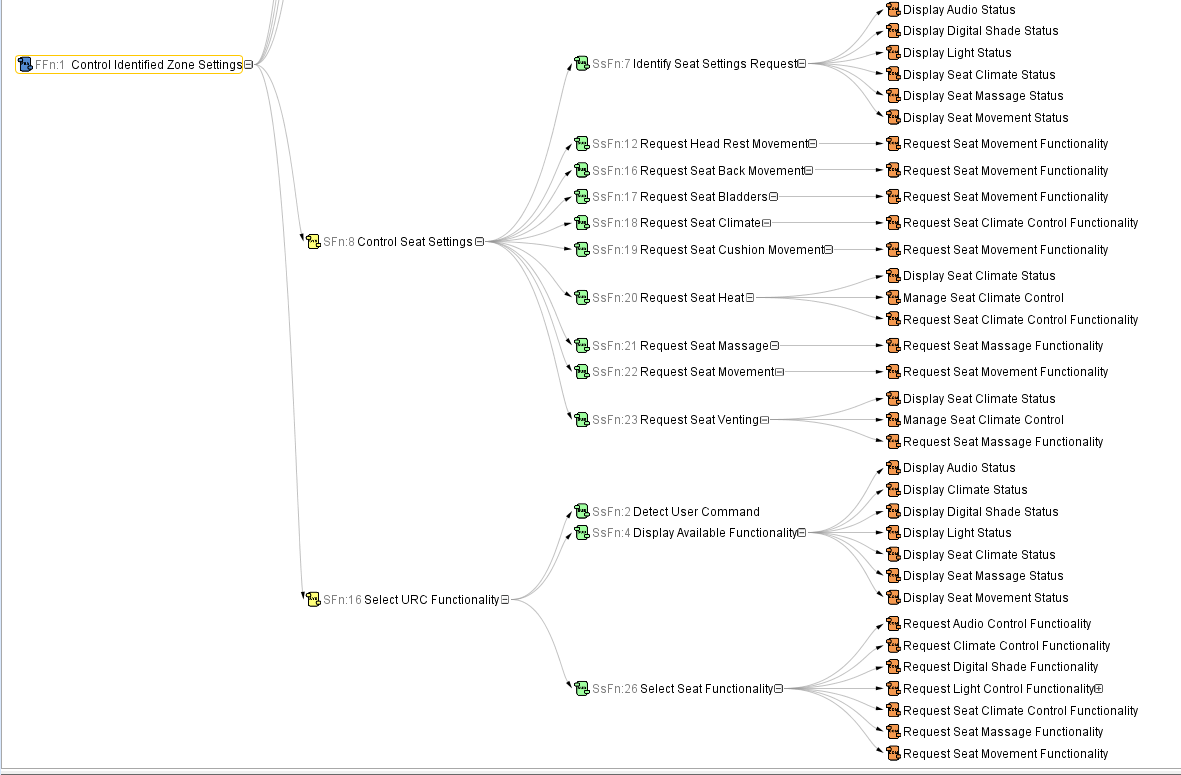 FFn:1 Control Identified Zone Settings
SFn:8 Control Seat Settings
SsFn:7 Identify Seat Settings Request
Display Audio Status
Display Digital Shade Status
Display Light Status
Display Seat Climate Status
Display Seat Massage Status
Display Seat Movement Status
SsFn:12 Request Head Rest Movement
Request Seat Movement Functionality
SsFn:16 Request Seat Back Movement
Request Seat Movement Functionality
SsFn:17 Request Seat Bladders
Request Seat Movement Functionality
SsFn:18 Request Seat Climate
Request Seat Climate Control Functionality
SsFn:19 Request Seat Cushion Movement
Request Seat Movement Functionality
SsFn:20 Request Seat Heat
Display Seat Climate Status
Manage Seat Climate Control
Request Seat Climate Control Functionality
SsFn:21 Request Seat Massage
Request Seat Massage Functionality
SsFn:22 Request Seat Movement
Request Seat Movement Functionality
SsFn:23 Request Seat Venting
Display Seat Climate Status
Manage Seat Climate Control
Request Seat Massage Functionality
SFn:16 Select URC Functionality
SsFn:2 Detect User Command
SsFn:4 Display Available Functionality
Display Audio Status
Display Climate Status
Display Digital Shade Status
Display Light Status
Display Seat Climate Status
Display Seat Massage Status
Display Seat Movement Status
SsFn:26 Select Seat Functionality
Request Audio Control Functioality
Request Climate Control Functionality
Request Digital Shade Functionality
Request Light Control Functionality
Request Seat Climate Control Functionality
Request Seat Massage Functionality
Request Seat Movement Functionality